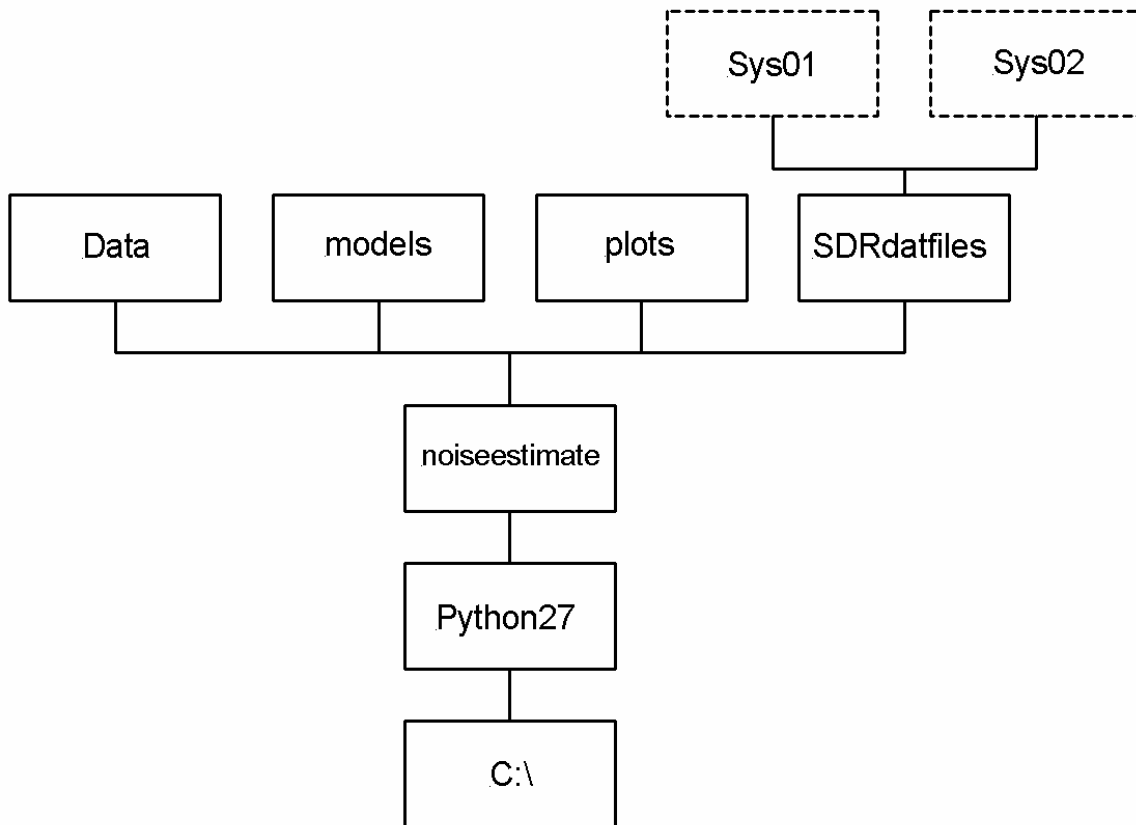 Sys01
Sys02
Data
models
plots
SDRdatfiles
noiseestimate
Python27
C:\